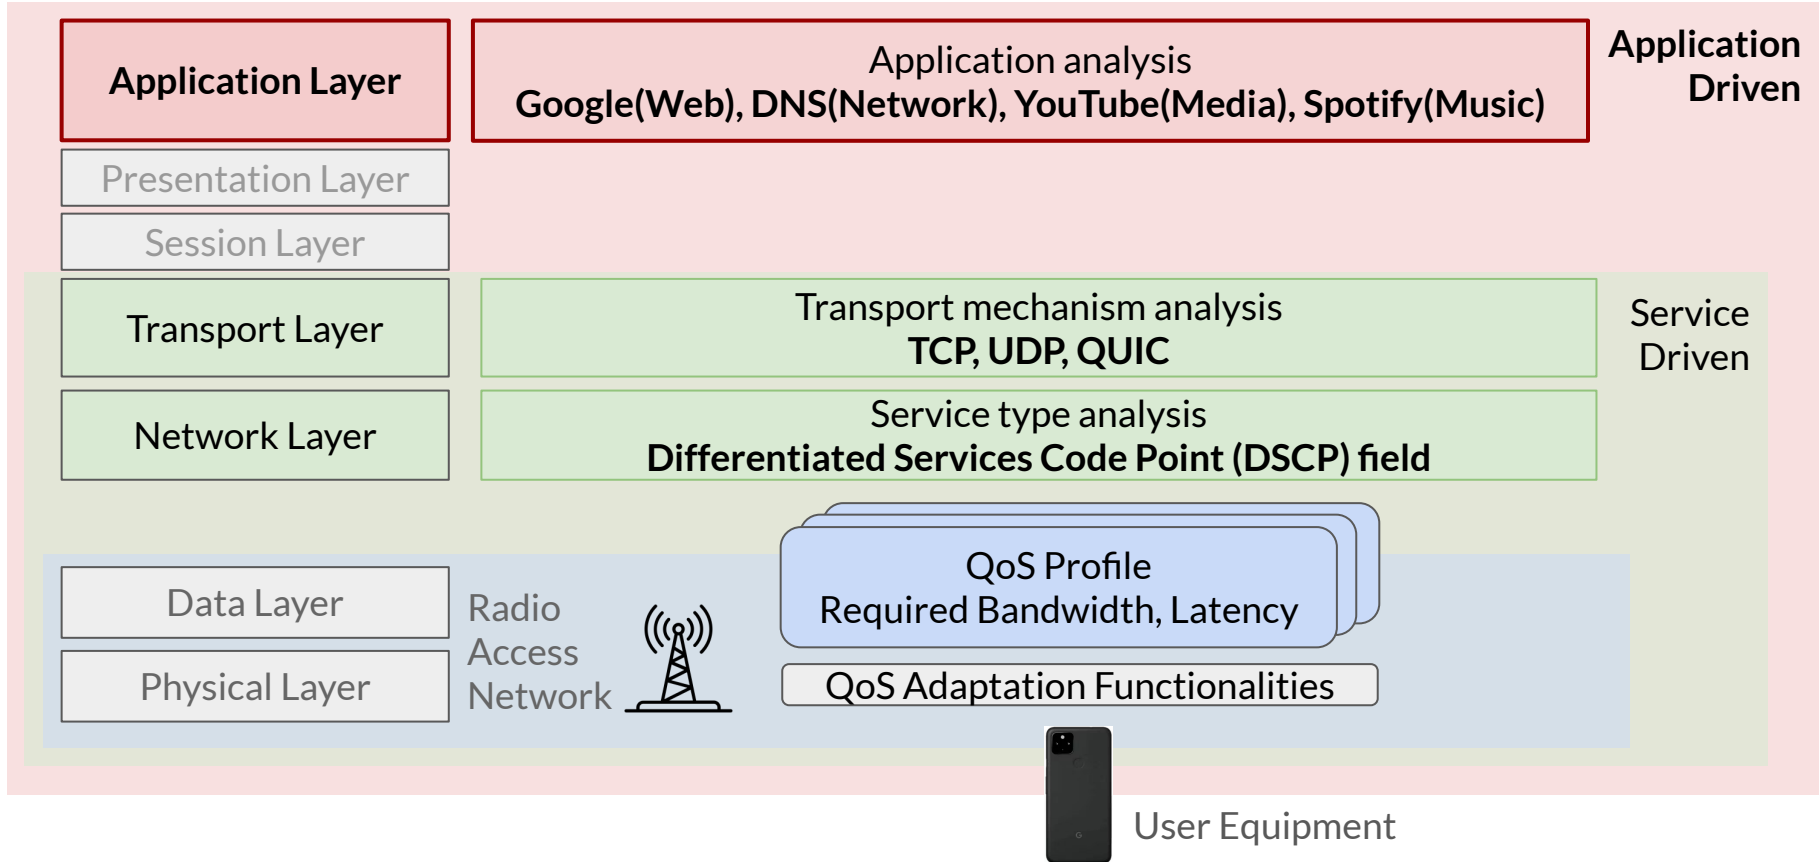 Application Layer
Application analysis
Google(Web), DNS(Network), YouTube(Media), Spotify(Music)
Application
Driven
Presentation Layer
Session Layer
Transport Layer
Transport mechanism analysis
TCP, UDP, QUIC
Service
Driven
Network Layer
Service type analysis
Differentiated Services Code Point (DSCP) field
Data Layer
Physical Layer
Radio
Access
Network
QoS Profile
Required Bandwidth, Latency
QoS Adaptation Functionalities
User Equipment